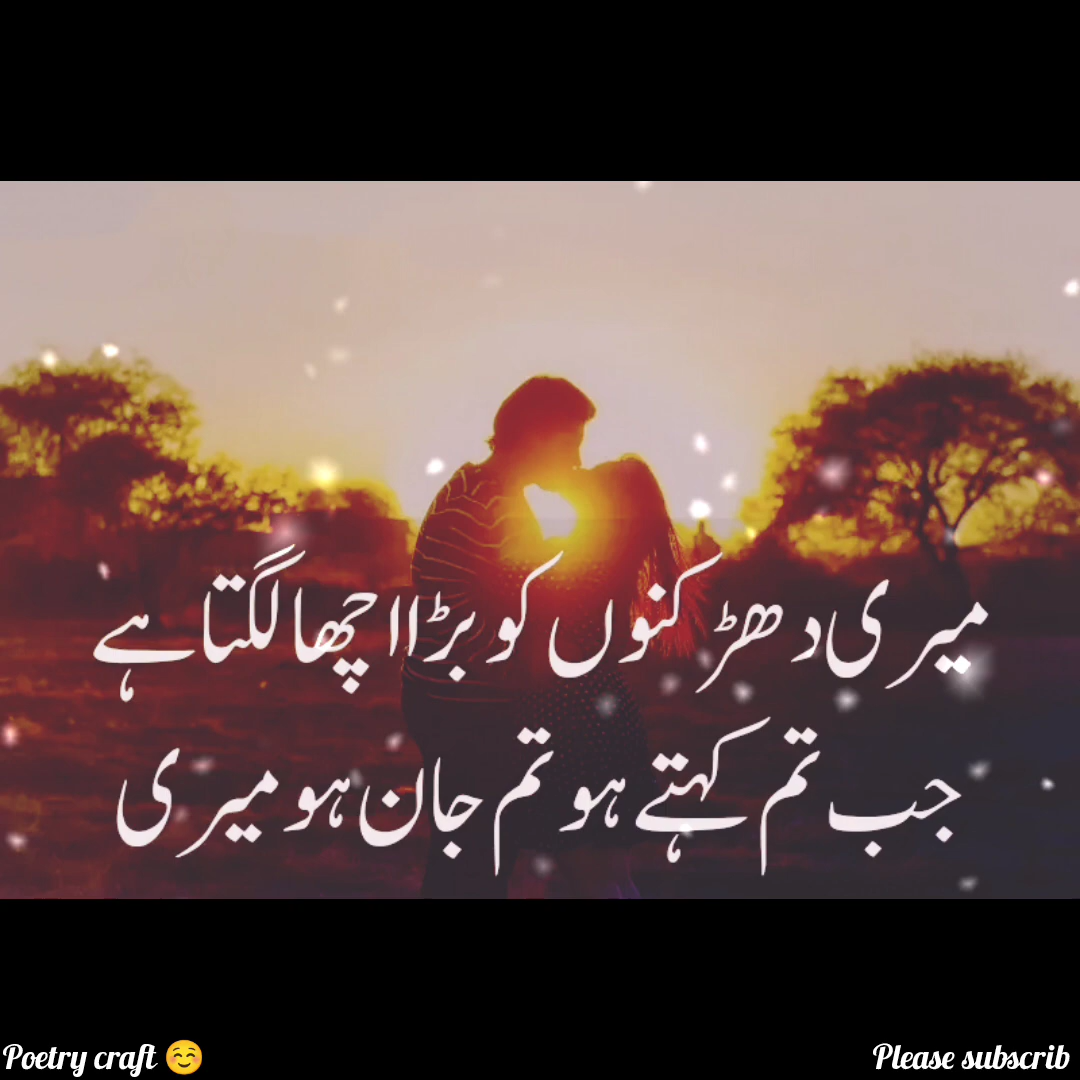 میری دھڑکنوں کو بڑا اچھا لگتا ہے
جب تم کہتے ہو تم جان ہو میری
Poetry craft ☺️
Please subscrib